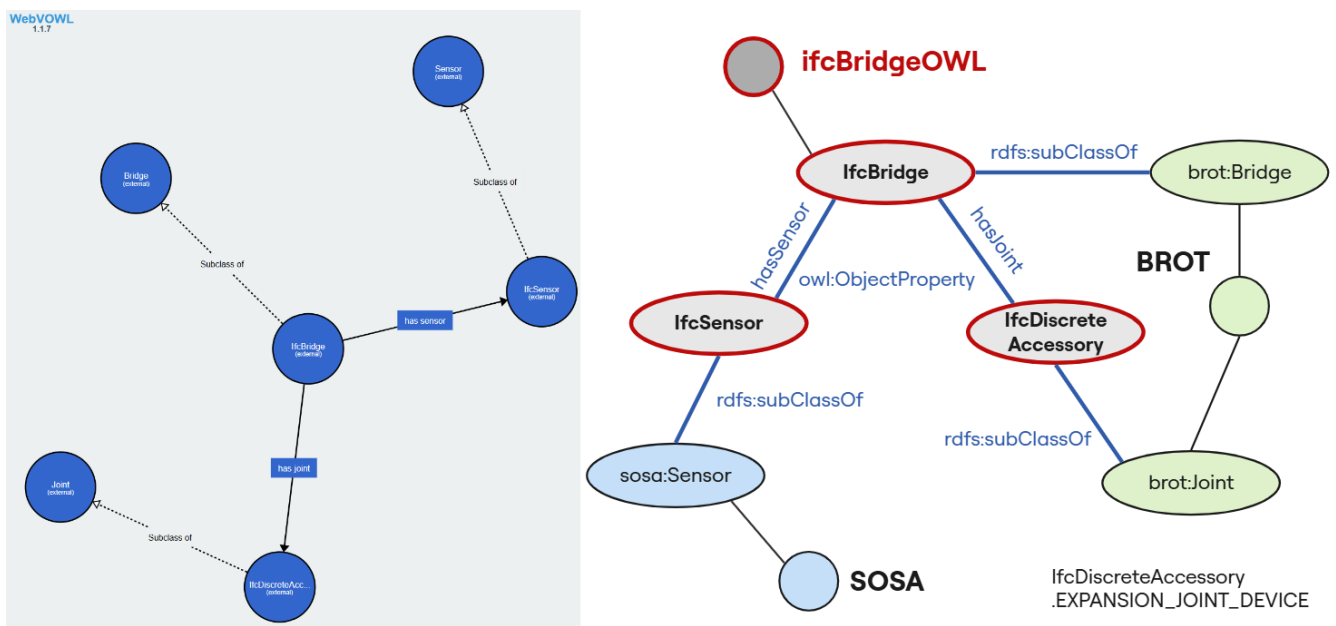 WebVOWL
1.1.7
Sensor
(external)
Bridge
(external)
Subclass of
Subclass of
IfcSensor
(external)
has sensor
IfcBridge
(external)
has joint
Joint
(external)
Subclass of
IfcDiscreteAcc...
(external)
ifcBridgeOWL
IfcBridge
rdfs:subClassOf
brot:Bridge
hasSensor
hasJoint
owl:ObjectProperty
BROT
IfcSensor
IfcDiscrete
Accessory
rdfs:subClassOf
rdfs:subClassOf
sosa:Sensor
brot:Joint
SOSA
IfcDiscreteAccessory
.EXPANSION_JOINT_DEVICE